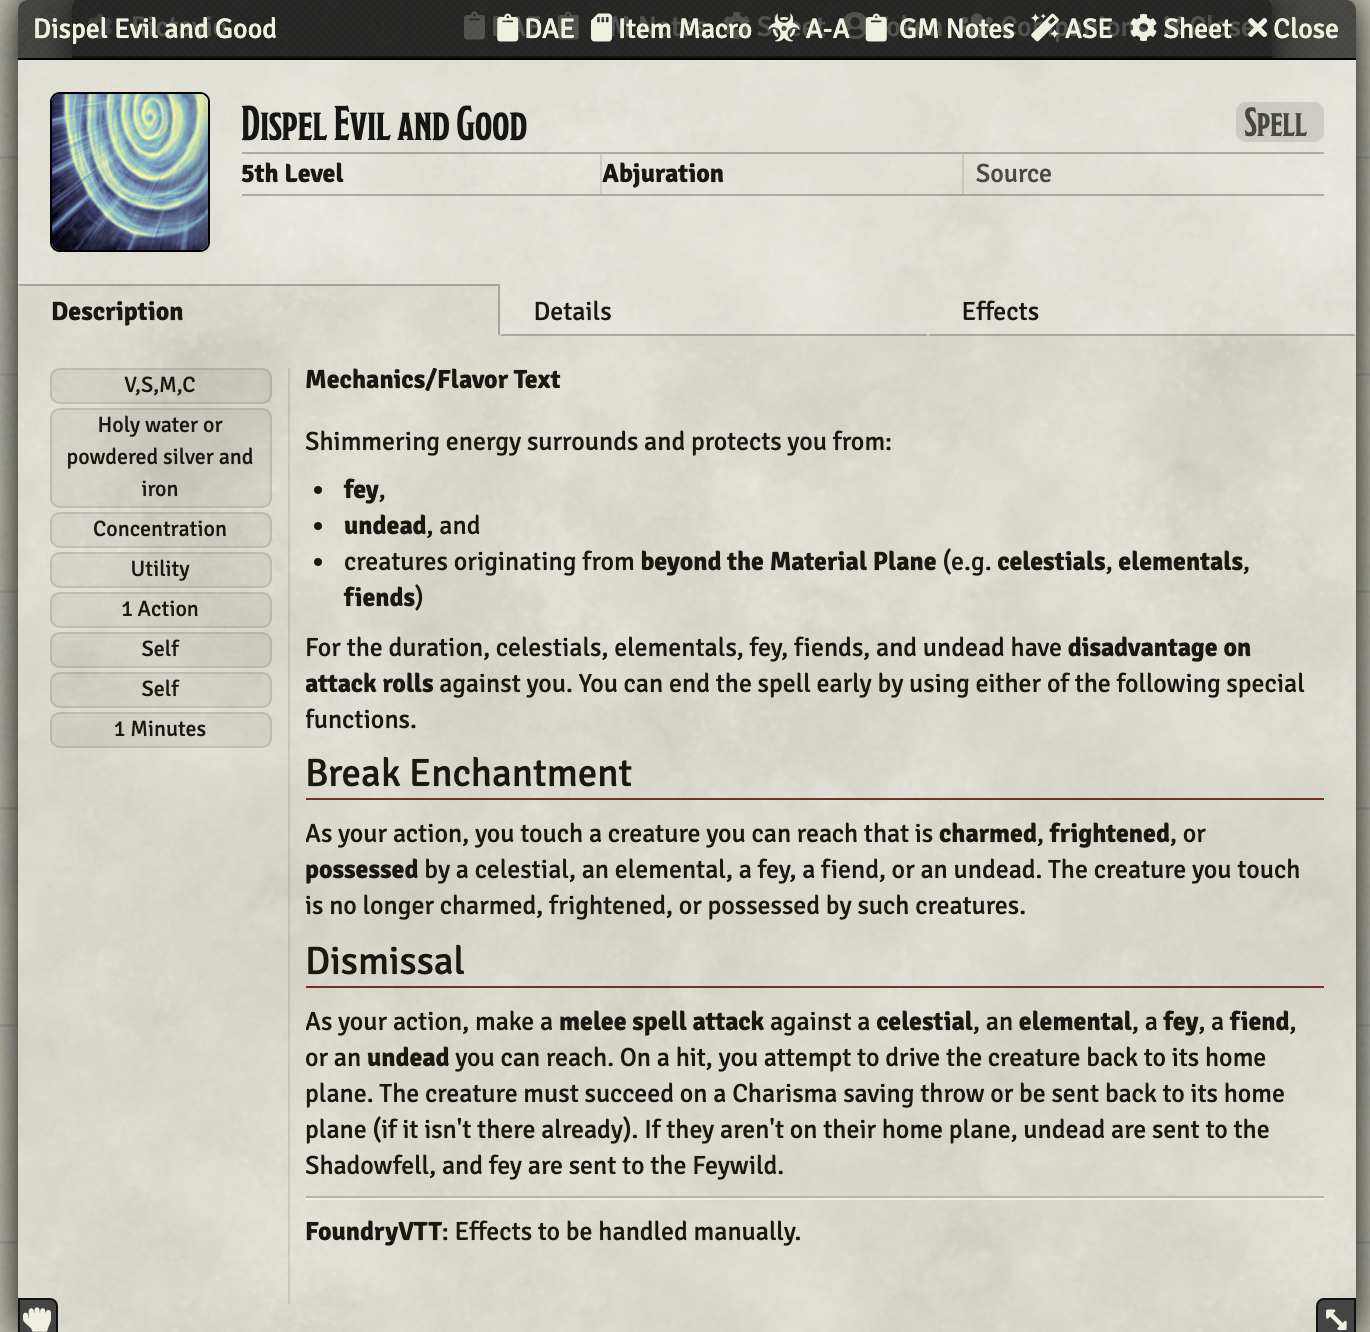 Dispel Evil and Good DAE Item Macro A-A GM Notes ASE Sheet Close
Dispel Evil and Good
Spell
5th Level Abjuration Source
Description Details Effects
V,S,M,C
Holy water or
powdered silver and
iron
Concentration
Utility
1 Action
Self
Self
1 Minutes
Mechanics/Flavor Text
Shimmering energy surrounds and protects you from:
• fey,
• undead, and
• creatures originating from beyond the Material Plane (e.g. celestials, elementals,
fiends)
For the duration, celestials, elementals, fey, fiends, and undead have disadvantage on
attack rolls against you. You can end the spell early by using either of the following special
functions.
Break Enchantment
As your action, you touch a creature you can reach that is charmed, frightened, or
possessed by a celestial, an elemental, a fey, a fiend, or an undead. The creature you touch
is no longer charmed, frightened, or possessed by such creatures.
Dismissal
As your action, make a melee spell attack against a celestial, an elemental, a fey, a fiend,
or an undead you can reach. On a hit, you attempt to drive the creature back to its home
plane. The creature must succeed on a Charisma saving throw or be sent back to its home
plane (if it isn't there already). If they aren't on their home plane, undead are sent to the
Shadowfell, and fey are sent to the Feywild.
FoundryVTT: Effects to be handled manually.